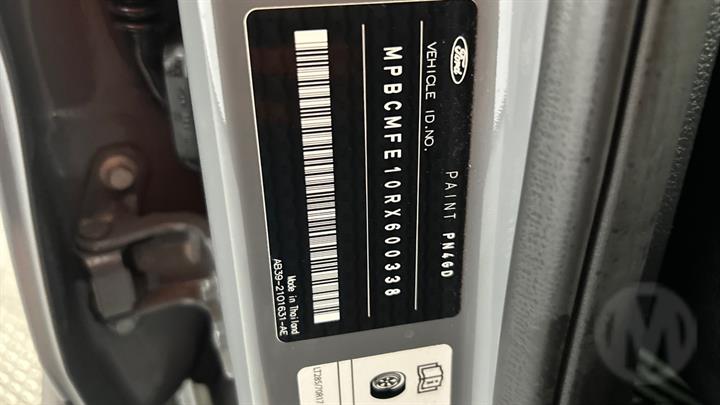 Ford
VEHICLE ID.NO.
PAINT PN4GD
MPBCMFE10RX600338
Made in Thailand
AB39-2101631-AE